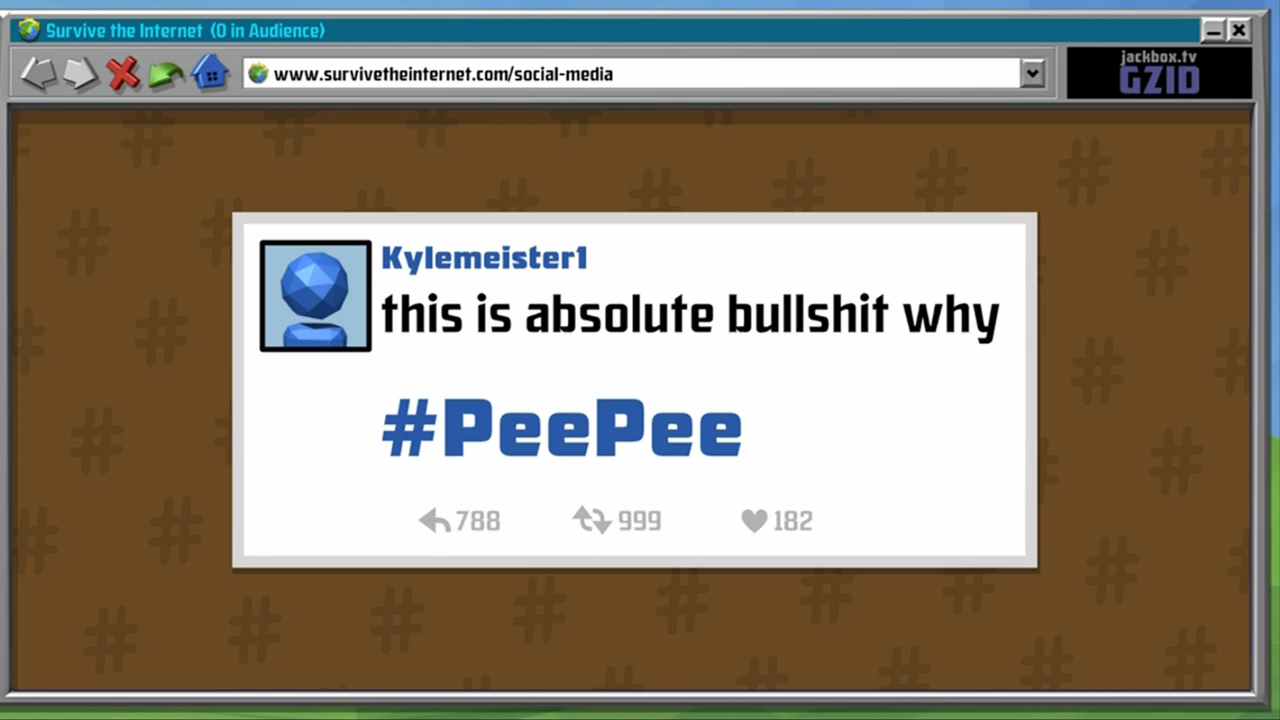 Survive the Internet (0 in Audience)
www.survivetheinternet.com/social-media
jackbox.tv
GZID
Kylemeister1
this is absolute bullshit why
#PeePee
788 999 182